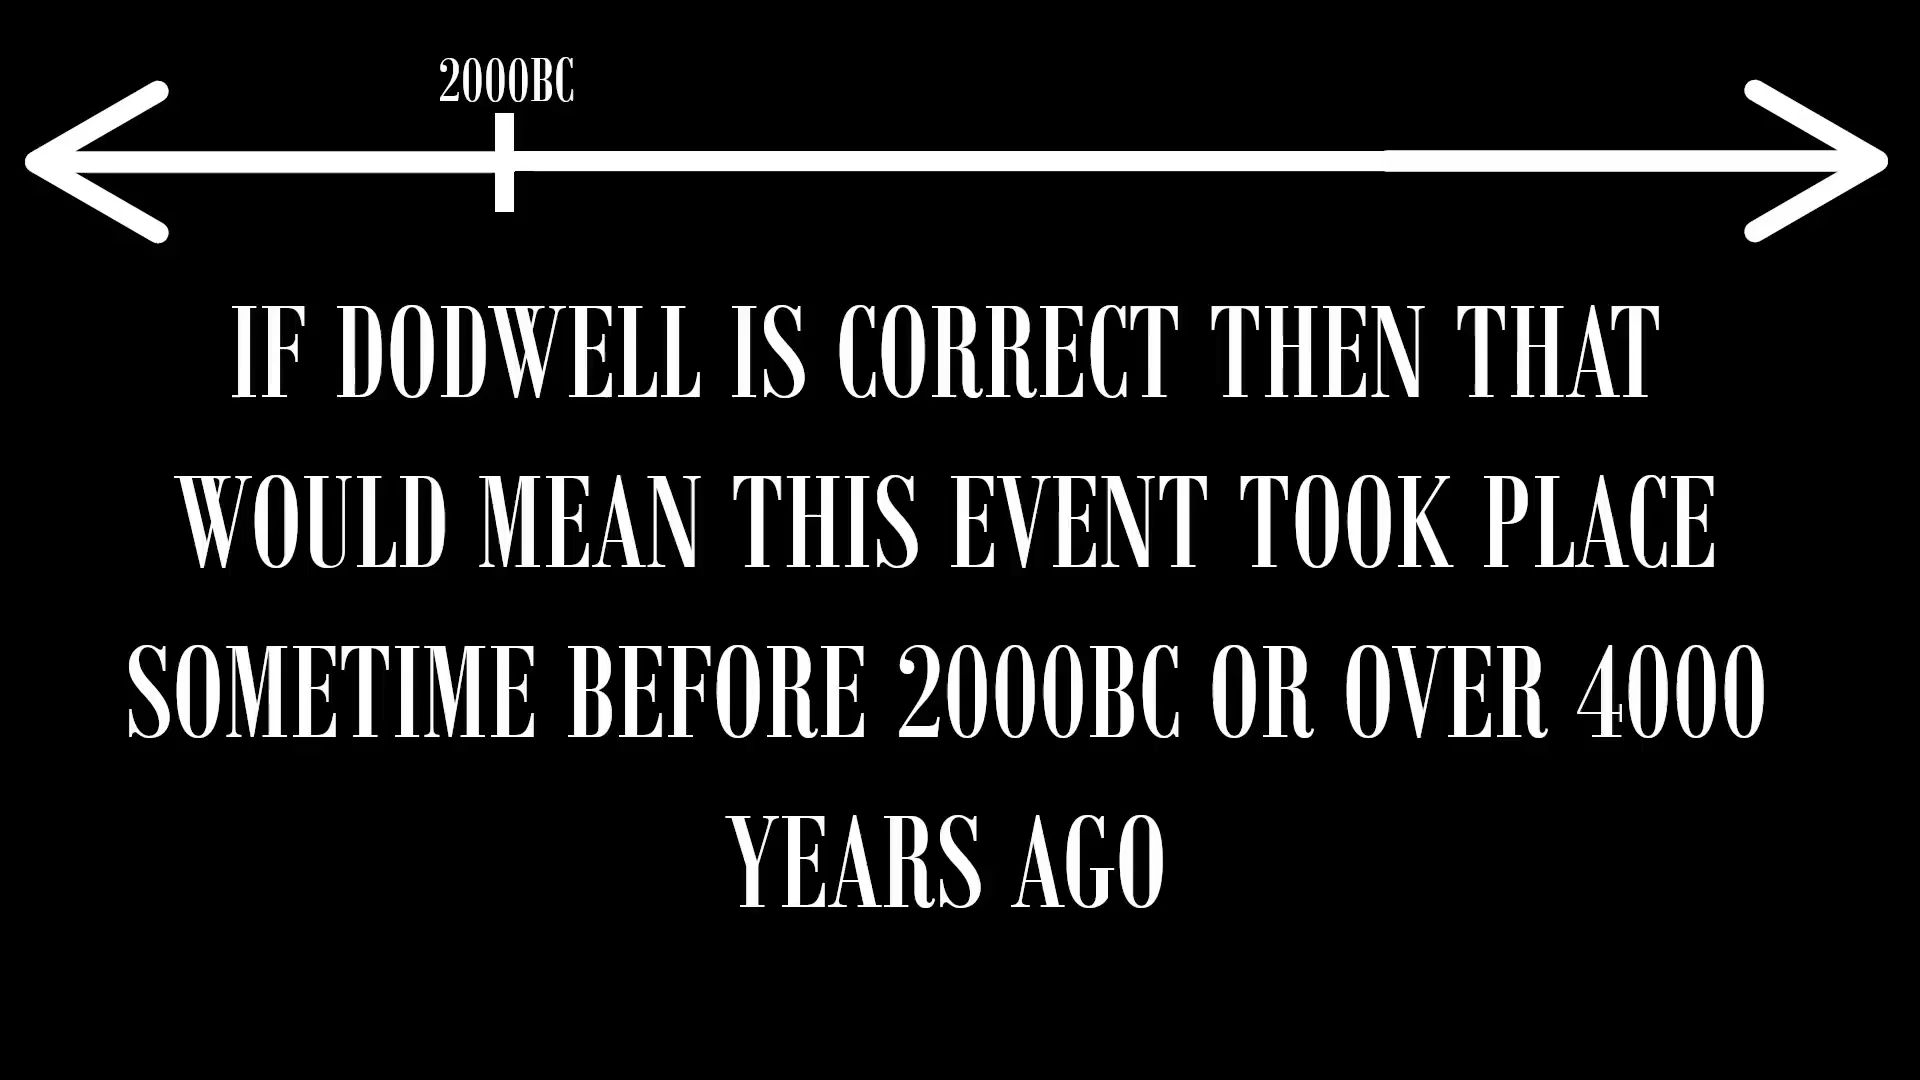 2000BC
IF DODWELL IS CORRECT THEN THAT
WOULD MEAN THIS EVENT TOOK PLACE
SOMETIME BEFORE 2000BC OR OVER 4000
YEARS AGO